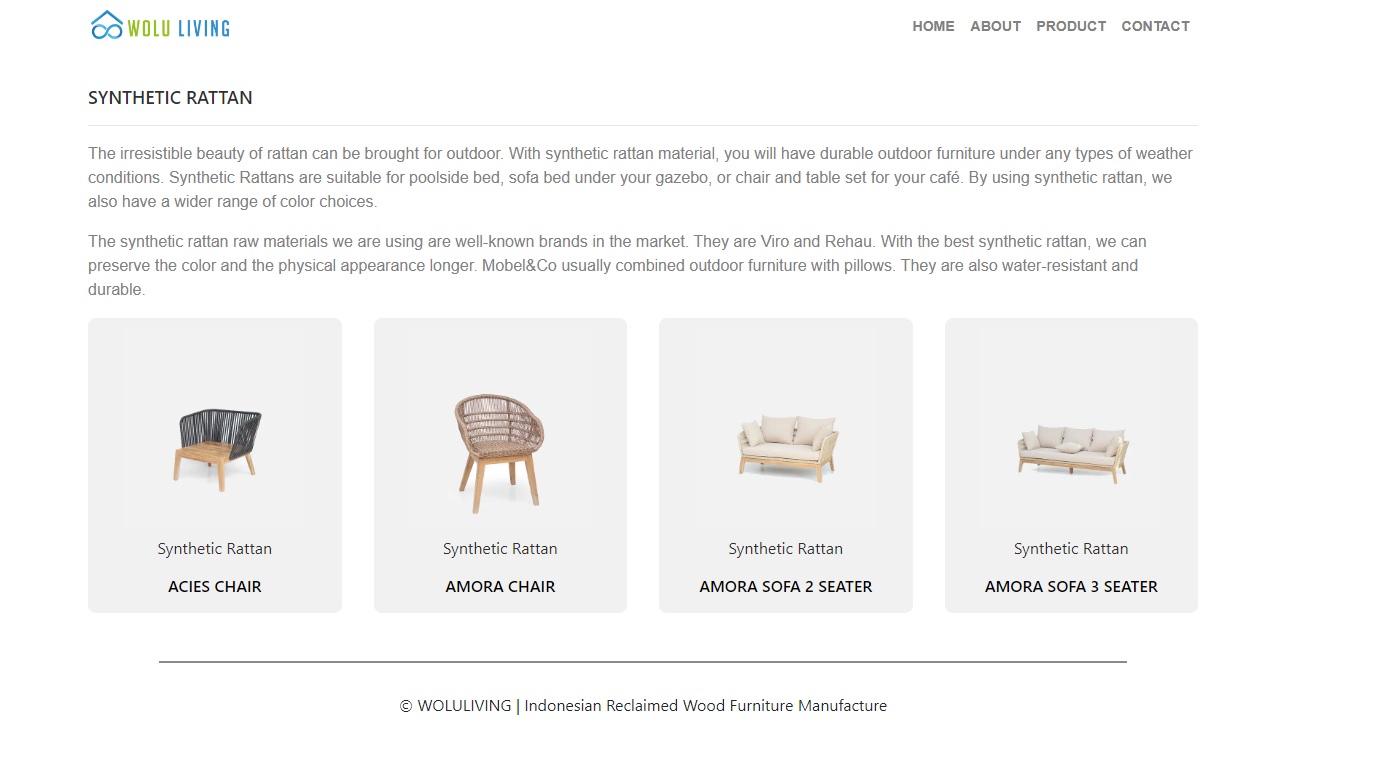 WOLU LIVING
HOME ABOUT PRODUCT CONTACT
SYNTHETIC RATTAN
The irresistible beauty of rattan can be brought for outdoor. With synthetic rattan material, you will have durable outdoor furniture under any types of weather
conditions. Synthetic Rattans are suitable for poolside bed, sofa bed under your gazebo, or chair and table set for your café. By using synthetic rattan, we
also have a wider range of color choices.
The synthetic rattan raw materials we are using are well-known brands in the market. They are Viro and Rehau. With the best synthetic rattan, we can
preserve the color and the physical appearance longer. Mobel&Co usually combined outdoor furniture with pillows. They are also water-resistant and
durable.
Synthetic Rattan
ACIES CHAIR
Synthetic Rattan
AMORA CHAIR
Synthetic Rattan
AMORA SOFA 2 SEATER
Synthetic Rattan
AMORA SOFA 3 SEATER
© WOLULIVING | Indonesian Reclaimed Wood Furniture Manufacture